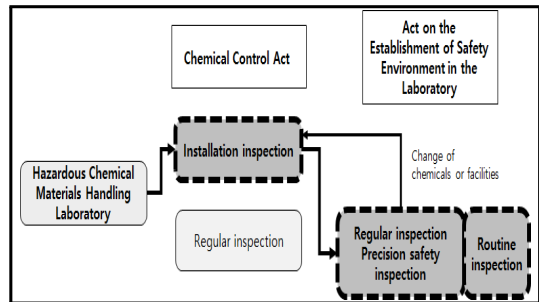 Chemical Control Act
Act on the
Establishment of Safety
Environment in the
Laboratory
Installation inspection
Change of
chemicals or facilities
Hazardous Chemical
Materials Handling
Laboratory
Regular inspection
Regular inspection
Precision safety
inspection
Routine
inspection